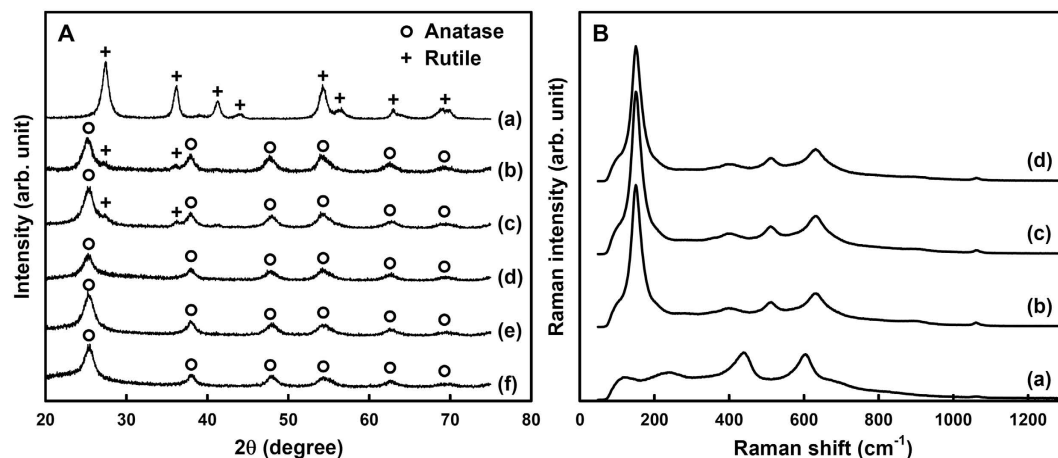 A
Anatase
Rutile
(a)
(b)
(c)
(d)
(e)
(f)
Intensity (arb. unit)
20 30 40 50 60 70 80
2θ (degree)
B
(d)
(c)
(b)
(a)
Raman intensity (arb. unit)
0 200 400 600 800 1000 1200
Raman shift (cm⁻¹)